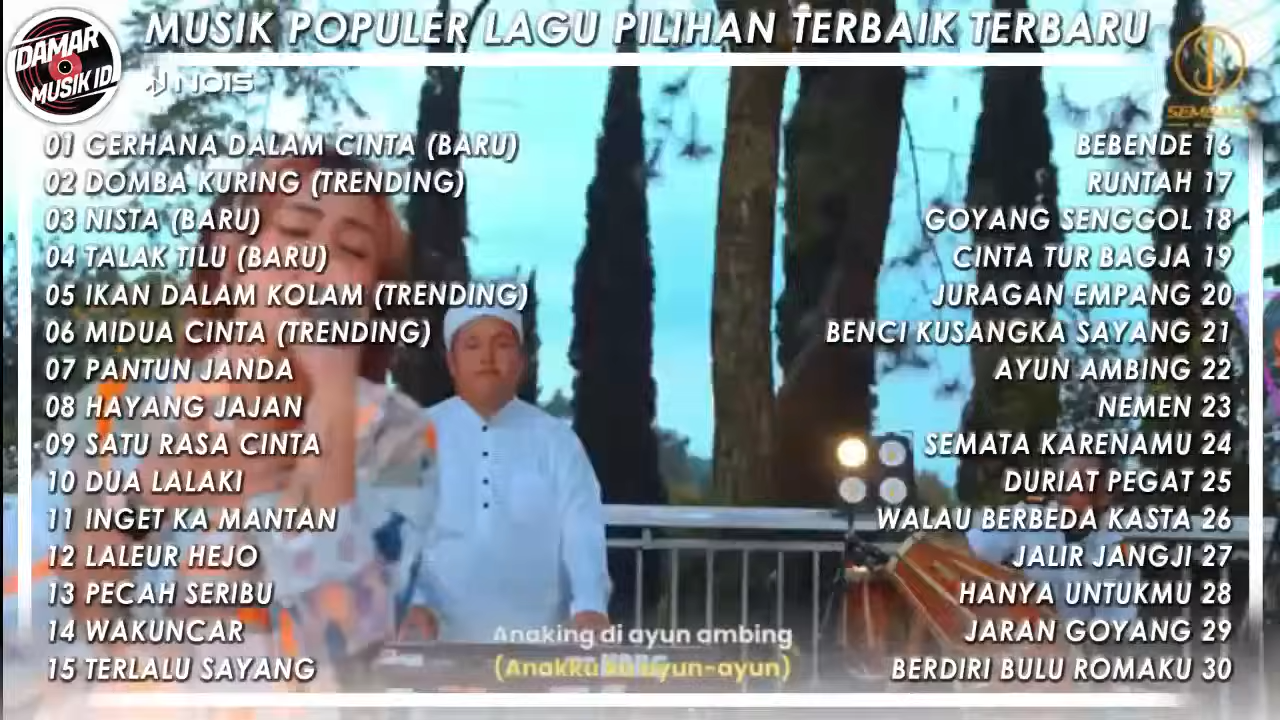 MUSIK POPULER LAGU PILIHAN TERBAIK TERBARU
DAMAR
MUSIK ID
NOIS
01 GERHANA DALAM CINTA (BARU)
02 DOMBA KURING (TRENDING)
03 NISTA (BARU)
04 TALAK TILU (BARU)
05 IKAN DALAM KOLAM (TRENDING)
06 MIDUA CINTA (TRENDING)
07 PANTUN JANDA
08 HAYANG JAJAN
09 SATU RASA CINTA
10 DUA LALAKI
11 INGET KA MANTAN
12 LALEUR HEJO
13 PECAH SERIBU
14 WAKUNCAR
15 TERLALU SAYANG
BEBENDE 16
RUNTAH 17
GOYANG SENGGOL 18
CINTA TUR BAGJA 19
JURAGAN EMPANG 20
BENCI KUSANGKA SAYANG 21
AYUN AMBING 22
NEMEN 23
SEMATA KARENAMU 24
DURIAT PEGAT 25
WALAU BERBEDA KASTA 26
JALIR JANGJI 27
HANYA UNTUKMU 28
JARAN GOYANG 29
BERDIRI BULU ROMAKU 30
Anaking di ayun ambing
(AnakKu ku ayun-ayun)